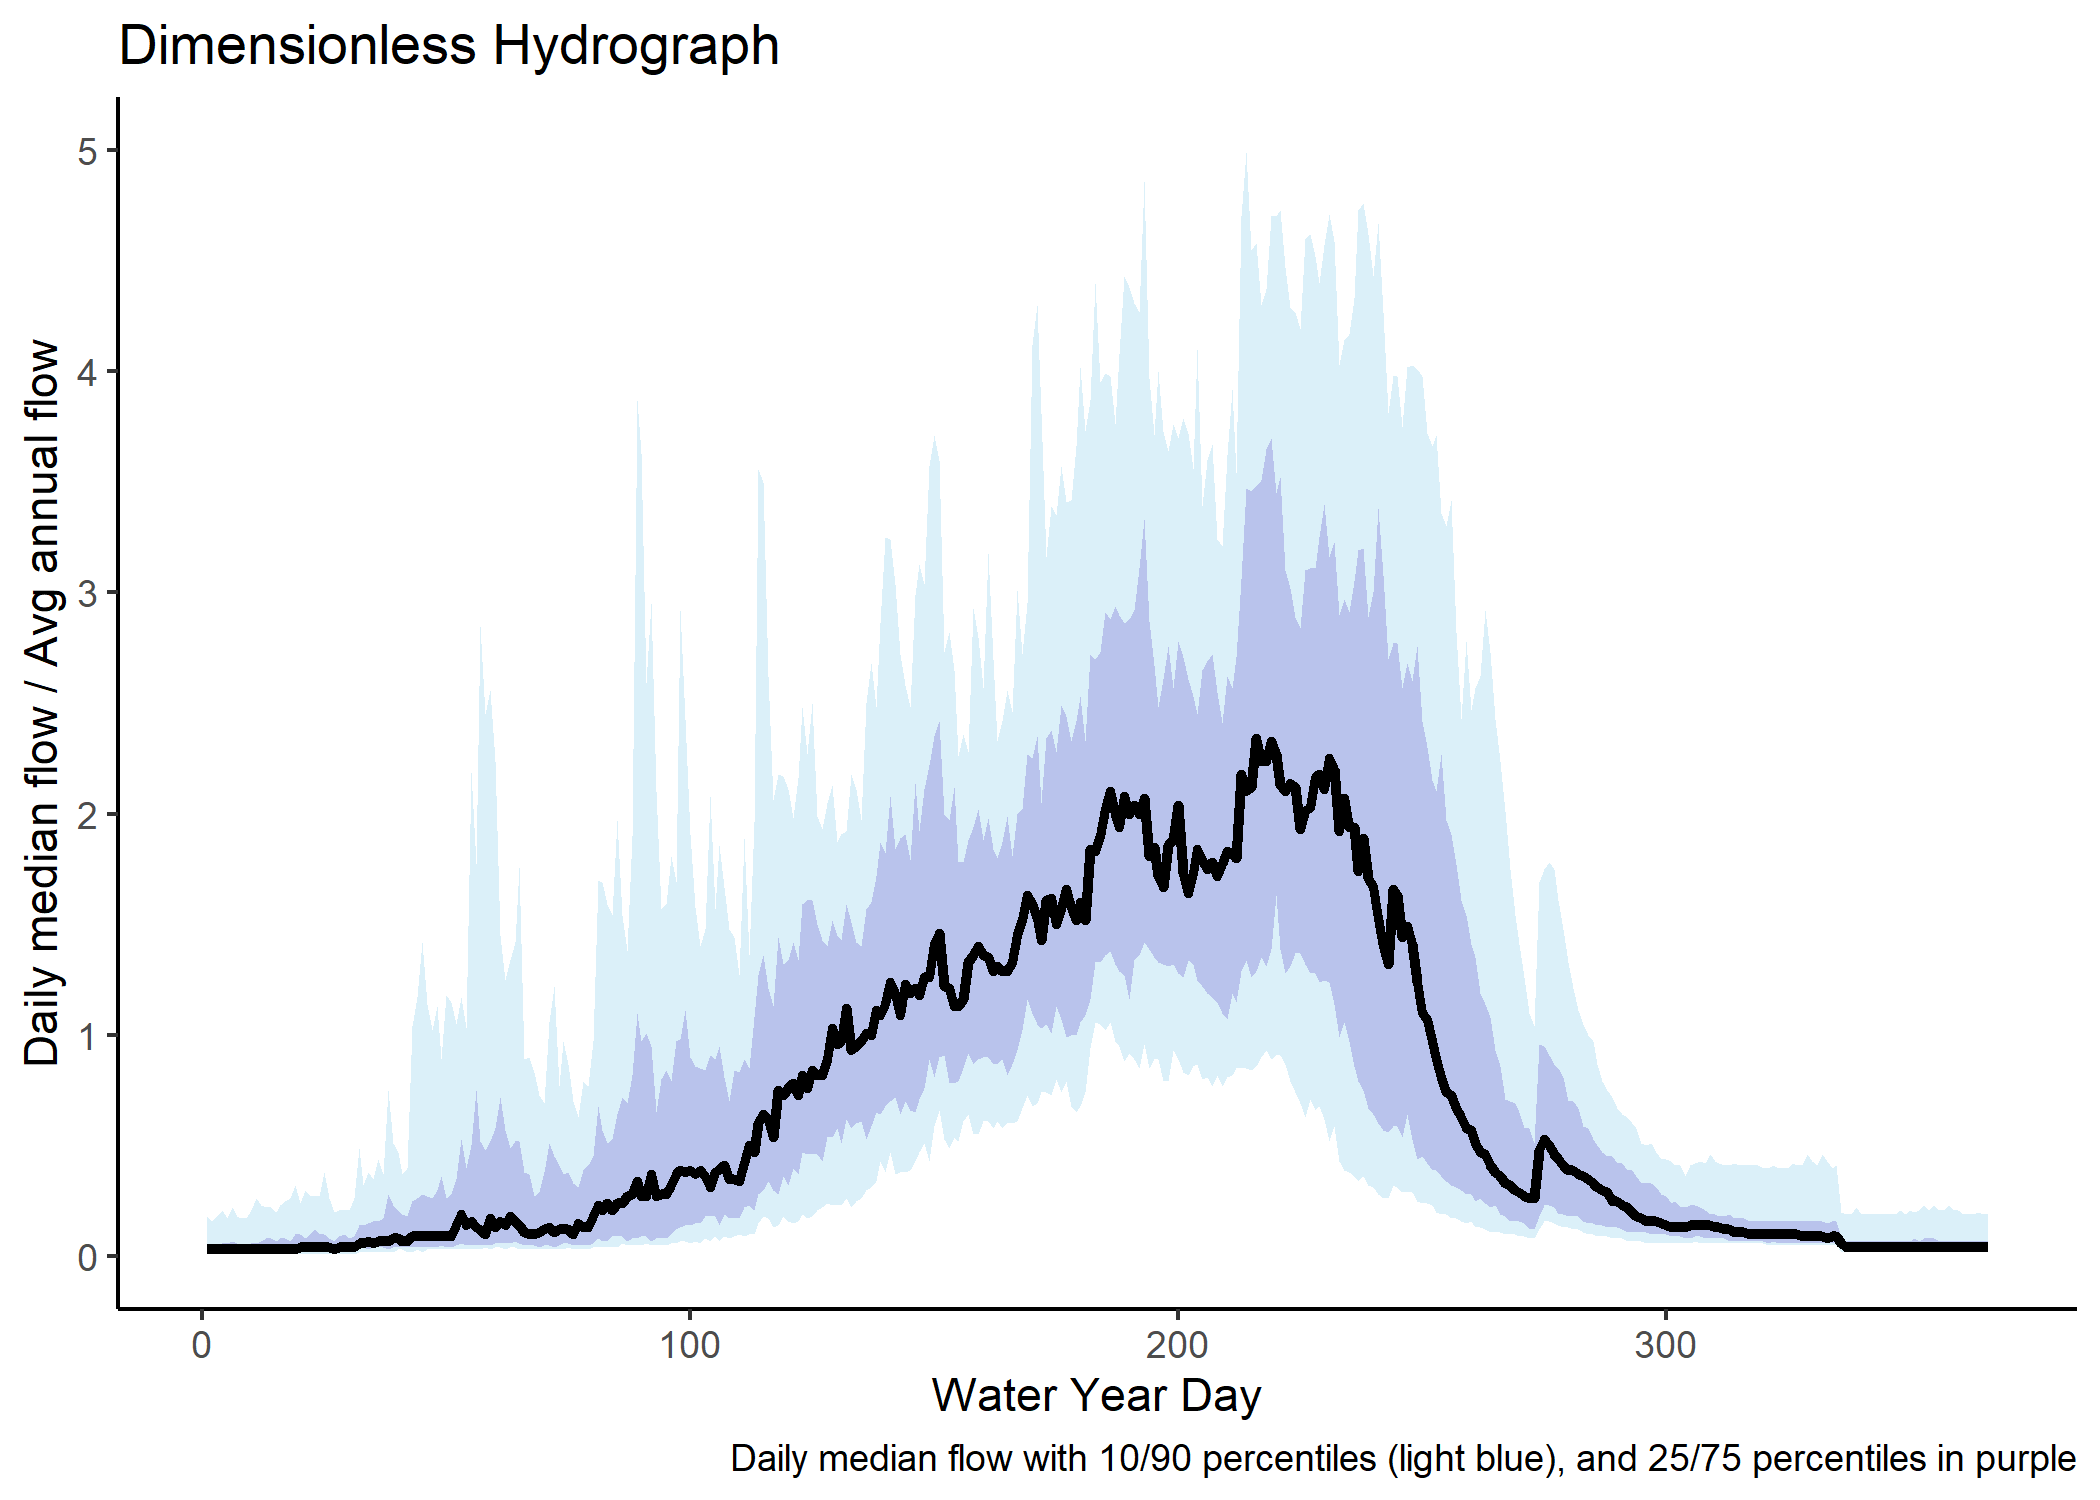 Dimensionless Hydrograph
Daily median flow / Avg annual flow
5
4
3
2
1
0
0 100 200 300
Water Year Day
Daily median flow with 10/90 percentiles (light blue), and 25/75 percentiles in purple